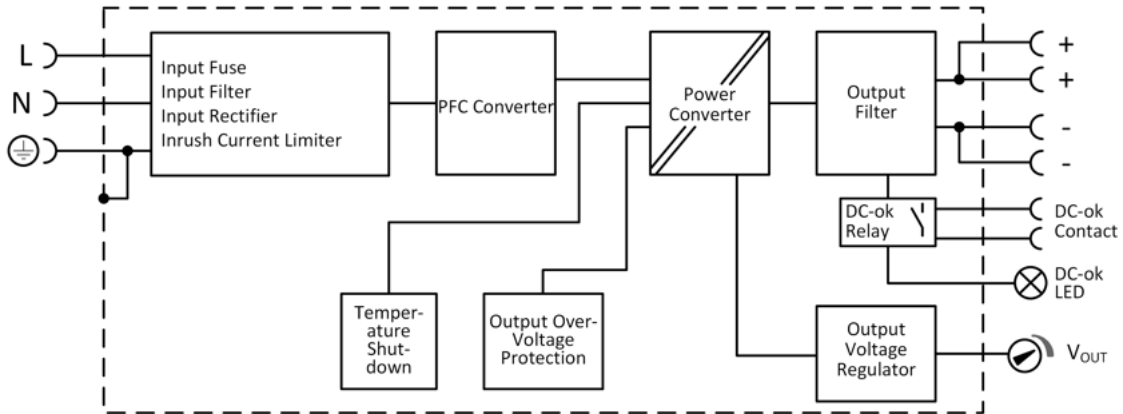 L
N
Input Fuse
Input Filter
Input Rectifier
Inrush Current Limiter
PFC Converter
Power
Converter
Output
Filter
+
+
-
-
DC-ok
Relay
DC-ok
Contact
DC-ok
LED
Temper-
ature
Shut-
down
Output Over-
Voltage
Protection
Output
Voltage
Regulator
VOUT